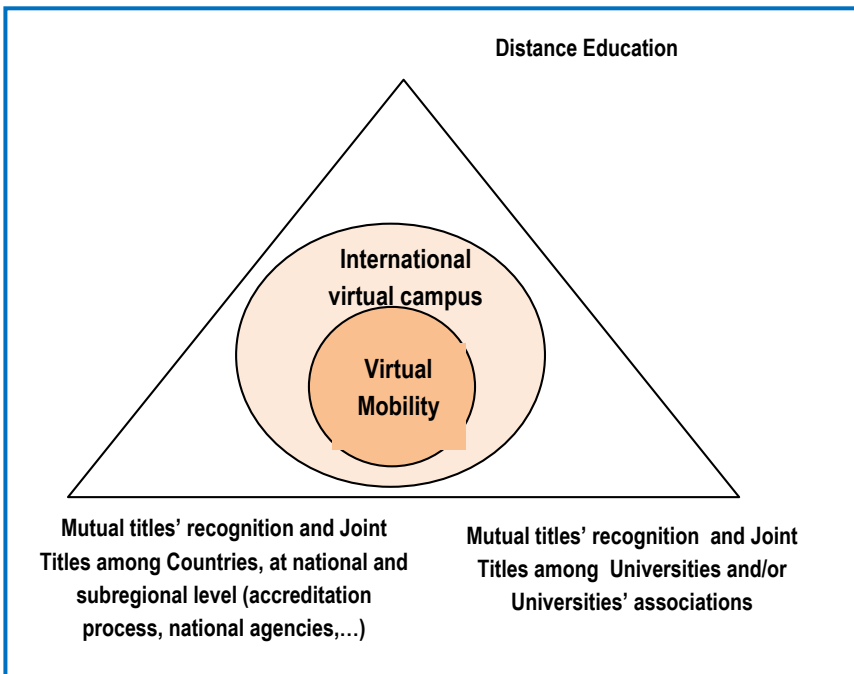 Distance Education
International
virtual campus
Virtual
Mobility
Mutual titles’ recognition and Joint
Titles among Countries, at national and
subregional level (accreditation
process, national agencies,…)
Mutual titles’ recognition and Joint
Titles among Universities and/or
Universities’ associations